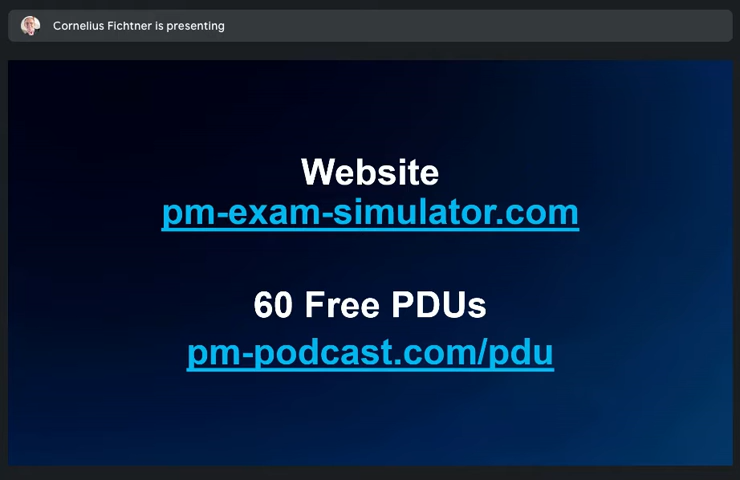 Cornelius Fichtner is presenting
Website
pm-exam-simulator.com
60 Free PDUs
pm-podcast.com/pdu